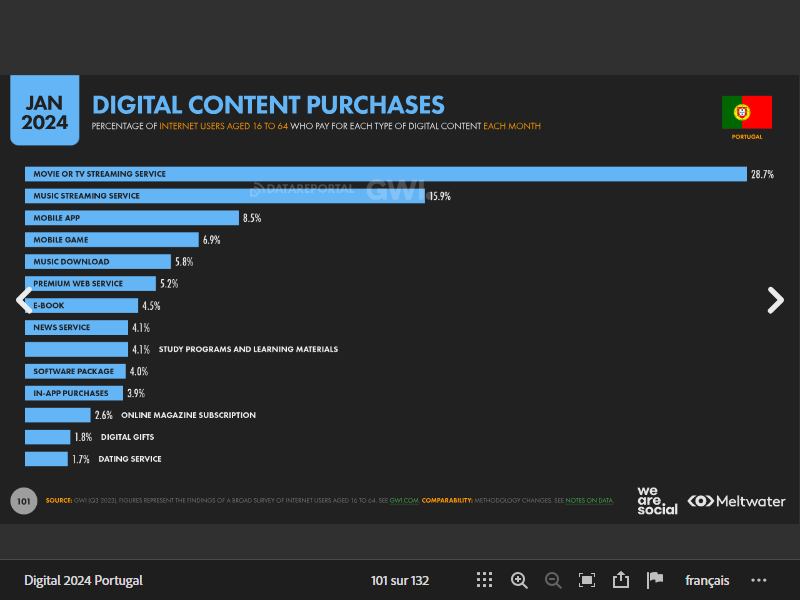 JAN
2024
DIGITAL CONTENT PURCHASES
PERCENTAGE OF INTERNET USERS AGED 16 TO 64 WHO PAY FOR EACH TYPE OF DIGITAL CONTENT EACH MONTH
PORTUGAL
MOVIE OR TV STREAMING SERVICE 28.7%
DATAREPORTAL GWI.
MUSIC STREAMING SERVICE 15.9%
MOBILE APP 8.5%
MOBILE GAME 6.9%
MUSIC DOWNLOAD 5.8%
PREMIUM WEB SERVICE 5.2%
E-BOOK 4.5%
NEWS SERVICE 4.1%
4.1% STUDY PROGRAMS AND LEARNING MATERIALS
SOFTWARE PACKAGE 4.0%
IN-APP PURCHASES 3.9%
2.6% ONLINE MAGAZINE SUBSCRIPTION
1.8% DIGITAL GIFTS
1.7% DATING SERVICE
101 SOURCE: GWI (Q3 2023). FIGURES REPRESENT THE FINDINGS OF A BROAD SURVEY OF INTERNET USERS AGED 16 TO 64. SEE GWI.COM. COMPARABILITY: METHODOLOGY CHANGES. SEE NOTES ON DATA.
we
are.
social
Meltwater
Digital 2024 Portugal
101 sur 132
français